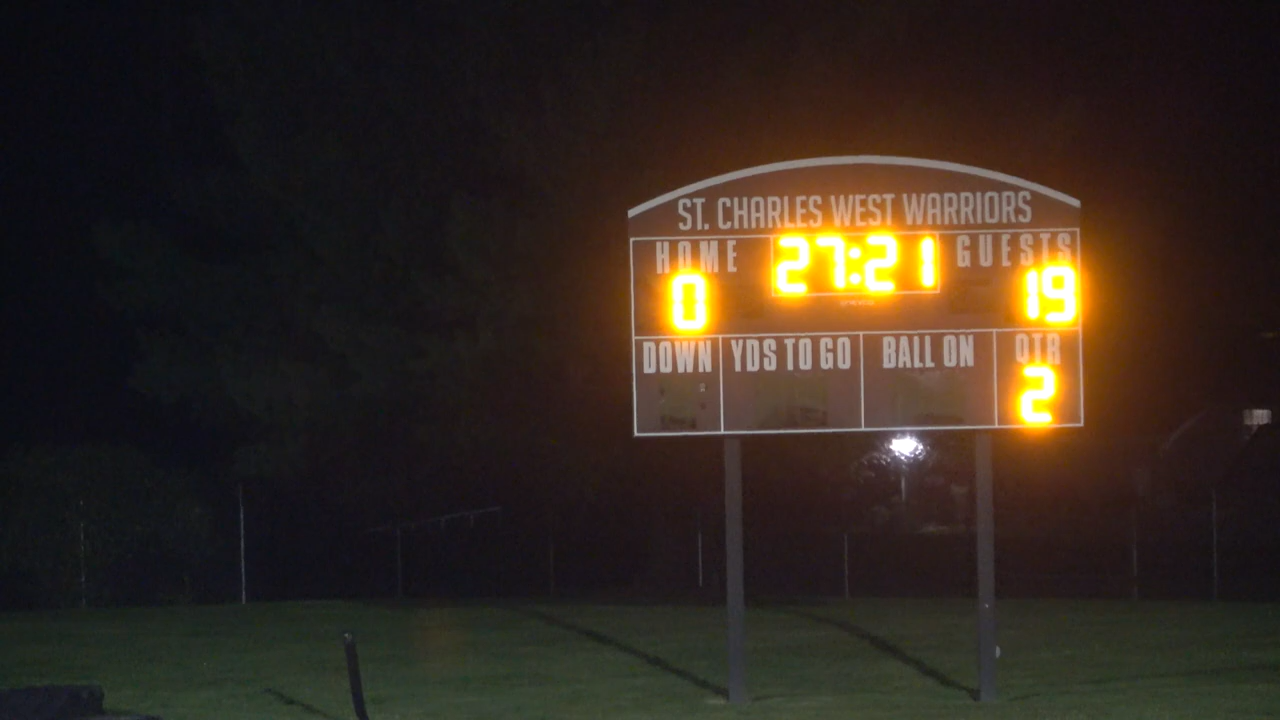 ST. CHARLES WEST WARRIORS
HOME 27:21 GUESTS
0 19
DOWN YDS TO GO BALL ON QTR
2